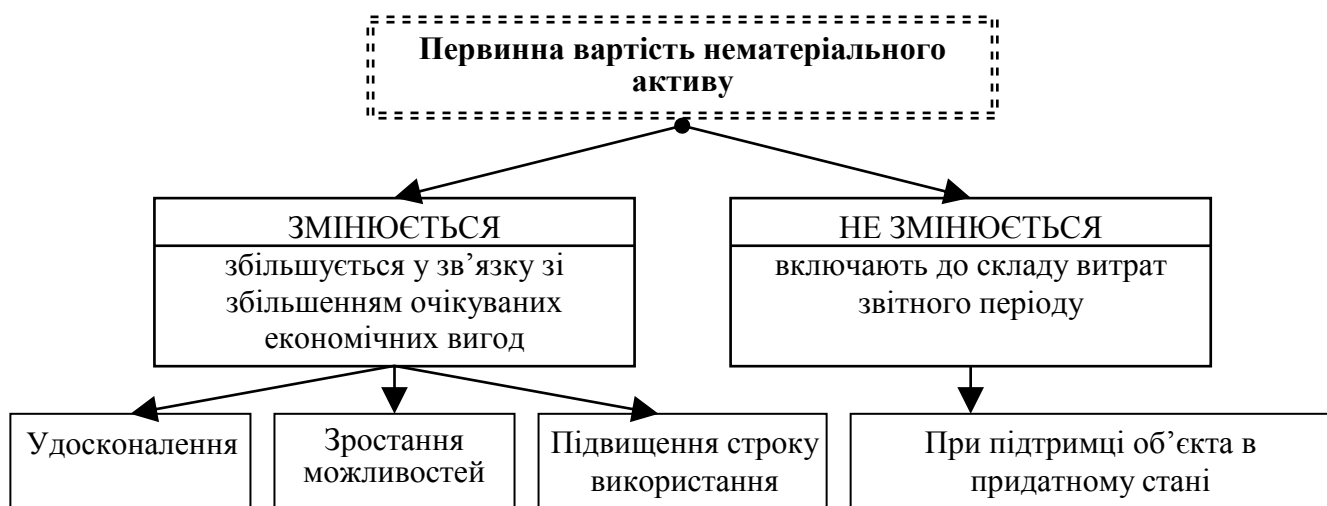 Первинна вартість нематеріального
активу
ЗМІНЮЄТЬСЯ
збільшується у зв’язку зі
збільшенням очікуваних
економічних вигод
НЕ ЗМІНЮЄТЬСЯ
включають до складу витрат
звітного періоду
Удосконалення
Зростання
можливостей
Підвищення строку
використання
При підтримці об’єкта в
придатному стані